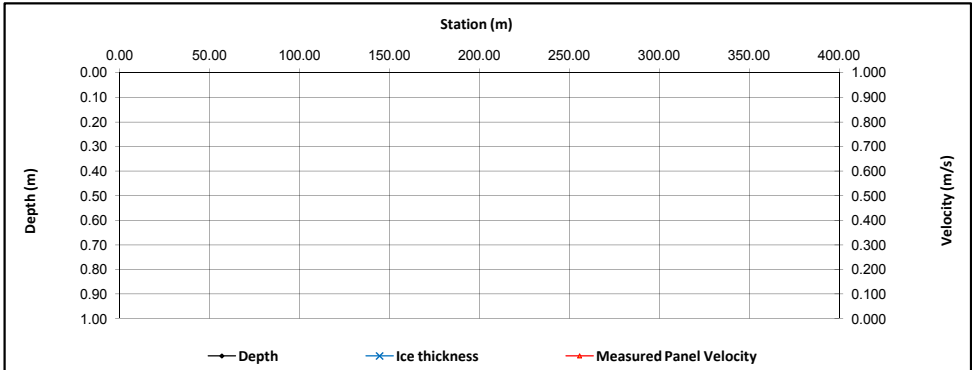 Station (m)
0.00 50.00 100.00 150.00 200.00 250.00 300.00 350.00 400.00
0.00 1.000
0.10 0.900
0.20 0.800
0.30 0.700
0.40 0.600
0.50 0.500
0.60 0.400
0.70 0.300
0.80 0.200
0.90 0.100
1.00 0.000
Depth (m)
Velocity (m/s)
Depth Ice thickness Measured Panel Velocity